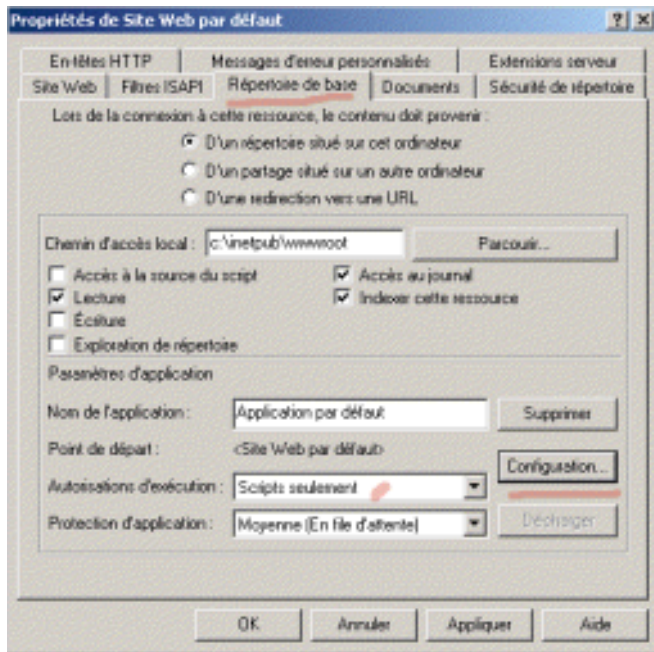 Propriétés de Site Web par défaut
En-têtes HTTP Messages d'erreur personnalisés Extensions serveur
Site Web Filtres ISAPI Répertoire de base Documents Sécurité de répertoire
Lors de la connexion à cette ressource, le contenu doit provenir :
D'un répertoire situé sur cet ordinateur
D'un partage situé sur un autre ordinateur
D'une redirection vers une URL
Chemin d'accès local : c:\inetpub\wwwroot Parcourir...
Accès à la source du script Accès au journal
Lecture Indexer cette ressource
Écriture
Exploration de répertoire
Paramètres d'application
Nom de l'application : Application par défaut Supprimer
Point de départ : <Site Web par défaut>
Configuration...
Autorisations d'exécution : Scripts seulement
Protection d'application : Moyenne (En file d'attente) Décharger
OK Annuler Appliquer Aide